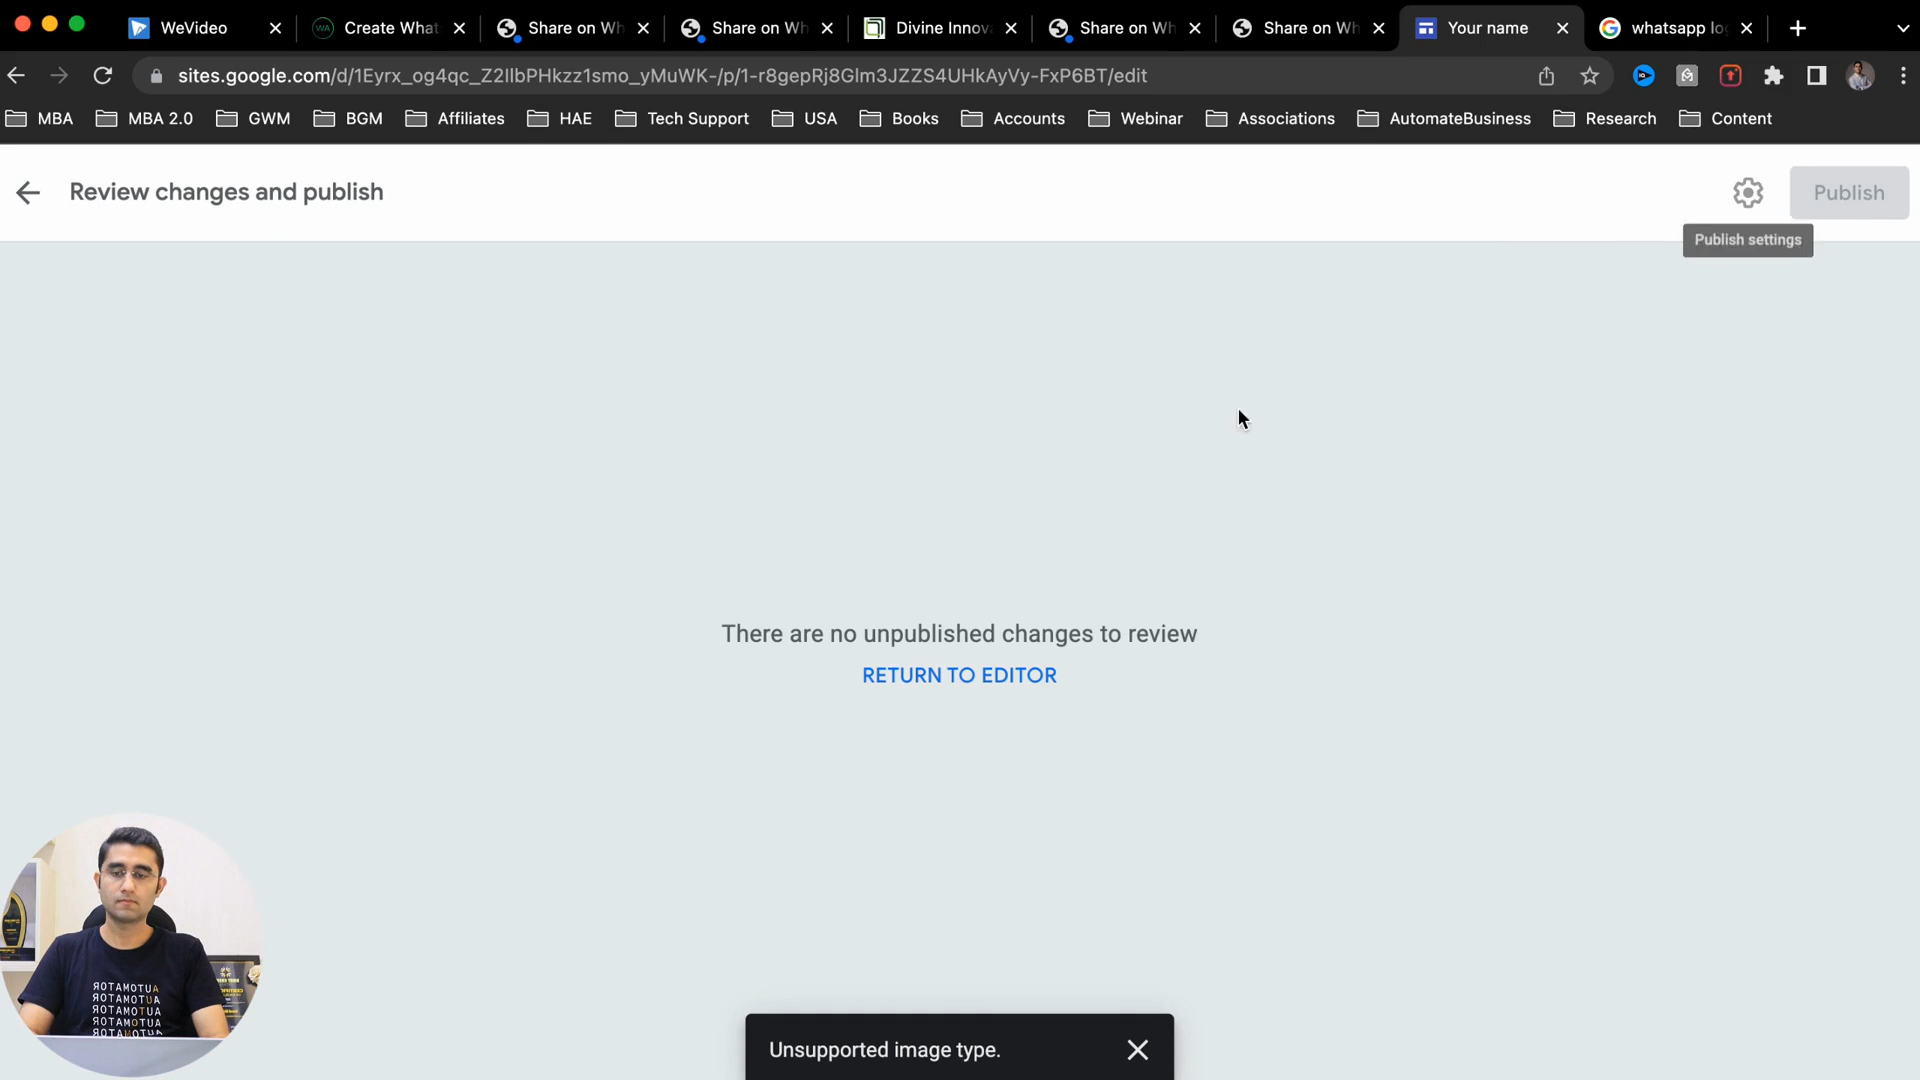 WeVideo
Create What
Share on Wh
Share on Wh
Divine Innova
Share on Wh
Share on Wh
Your name
whatsapp lo
sites.google.com/d/1Eyrx_og4qc_Z2IlbPHkzz1smo_yMuWK-/p/1-r8gepRj8Glm3JZZS4UHkAyVy-FxP6BT/edit
MBA
MBA 2.0
GWM
BGM
Affiliates
HAE
Tech Support
USA
Books
Accounts
Webinar
Associations
AutomateBusiness
Research
Content
Review changes and publish
Publish
Publish settings
There are no unpublished changes to review
RETURN TO EDITOR
Unsupported image type.